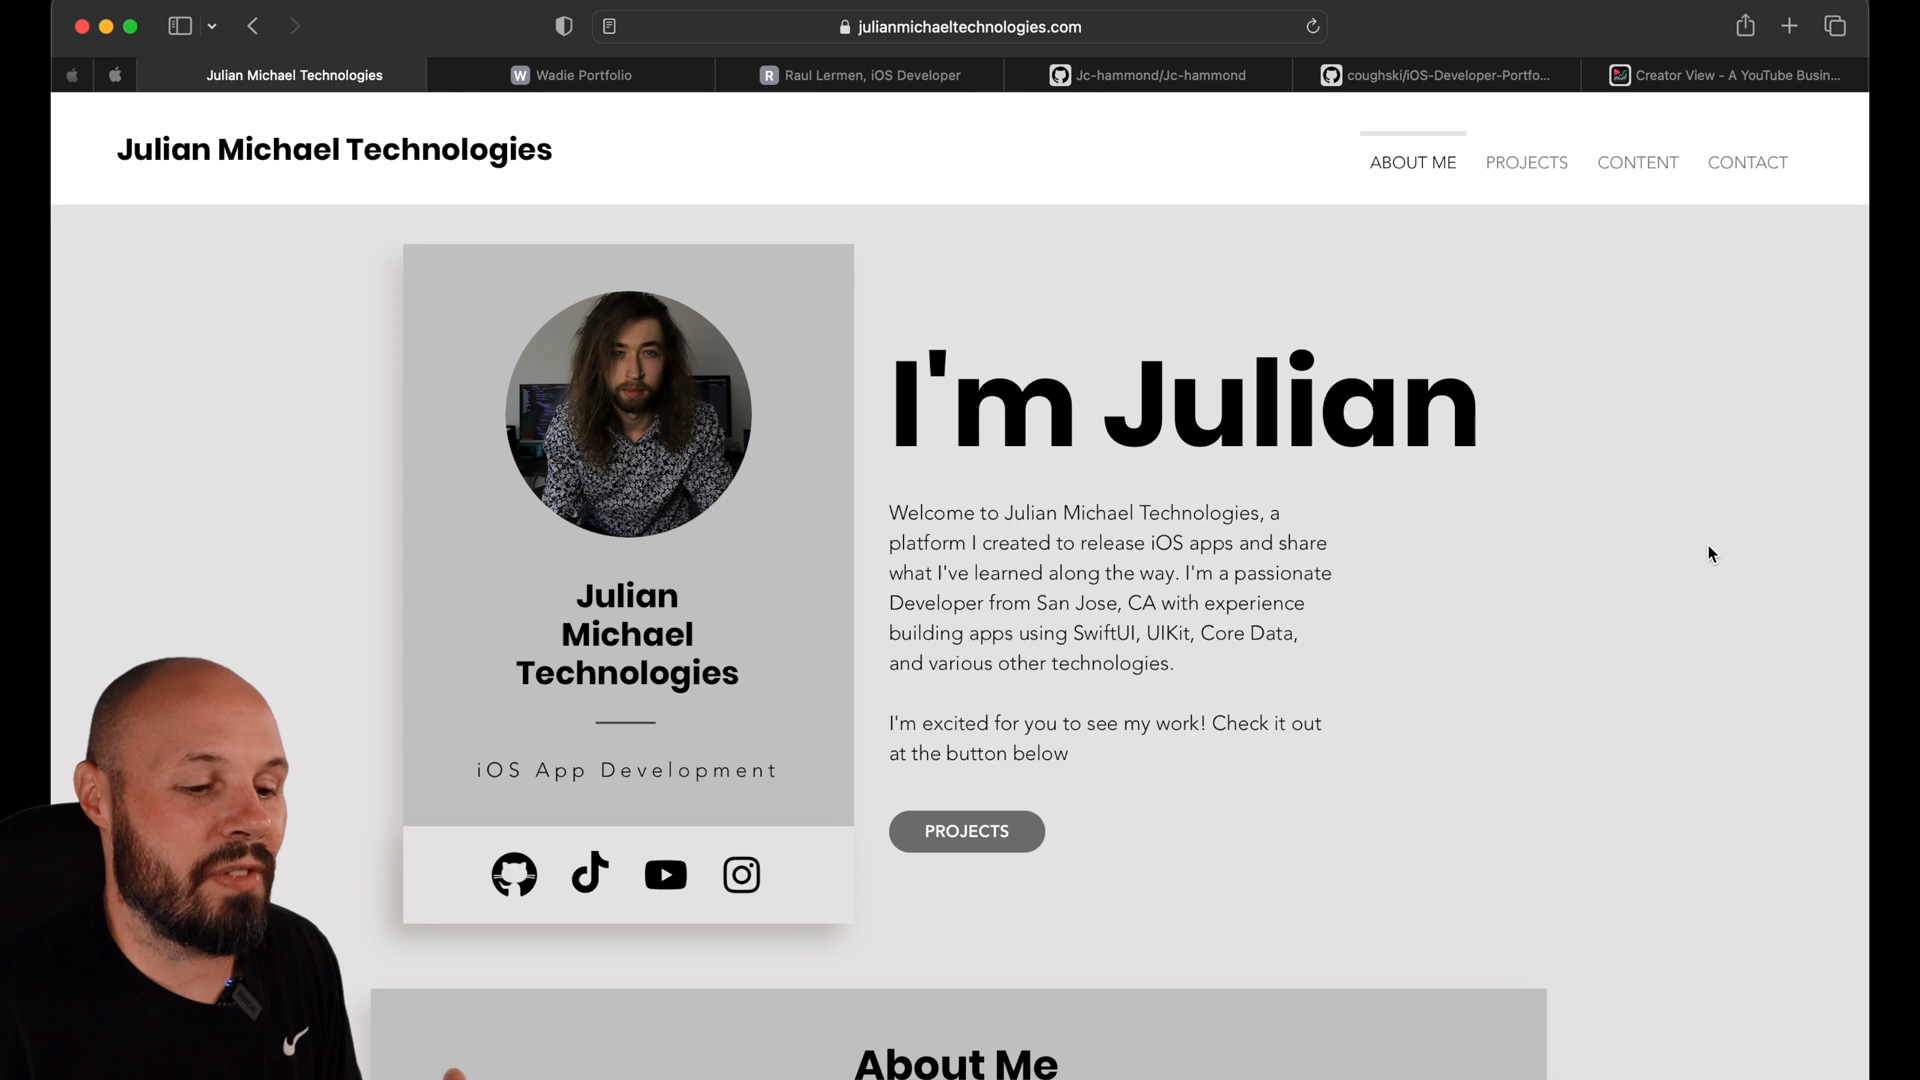 julianmichaeltechnologies.com
Julian Michael Technologies
W Wadie Portfolio
R Raul Lermen, iOS Developer
Jc-hammond/Jc-hammond
coughski/iOS-Developer-Portfo...
Creator View - A YouTube Busin...
Julian Michael Technologies
ABOUT ME
PROJECTS
CONTENT
CONTACT
Julian
Michael
Technologies
iOS App Development
I'm Julian
Welcome to Julian Michael Technologies, a
platform I created to release iOS apps and share
what I've learned along the way. I'm a passionate
Developer from San Jose, CA with experience
building apps using SwiftUI, UIKit, Core Data,
and various other technologies.
I'm excited for you to see my work! Check it out
at the button below
PROJECTS
About Me